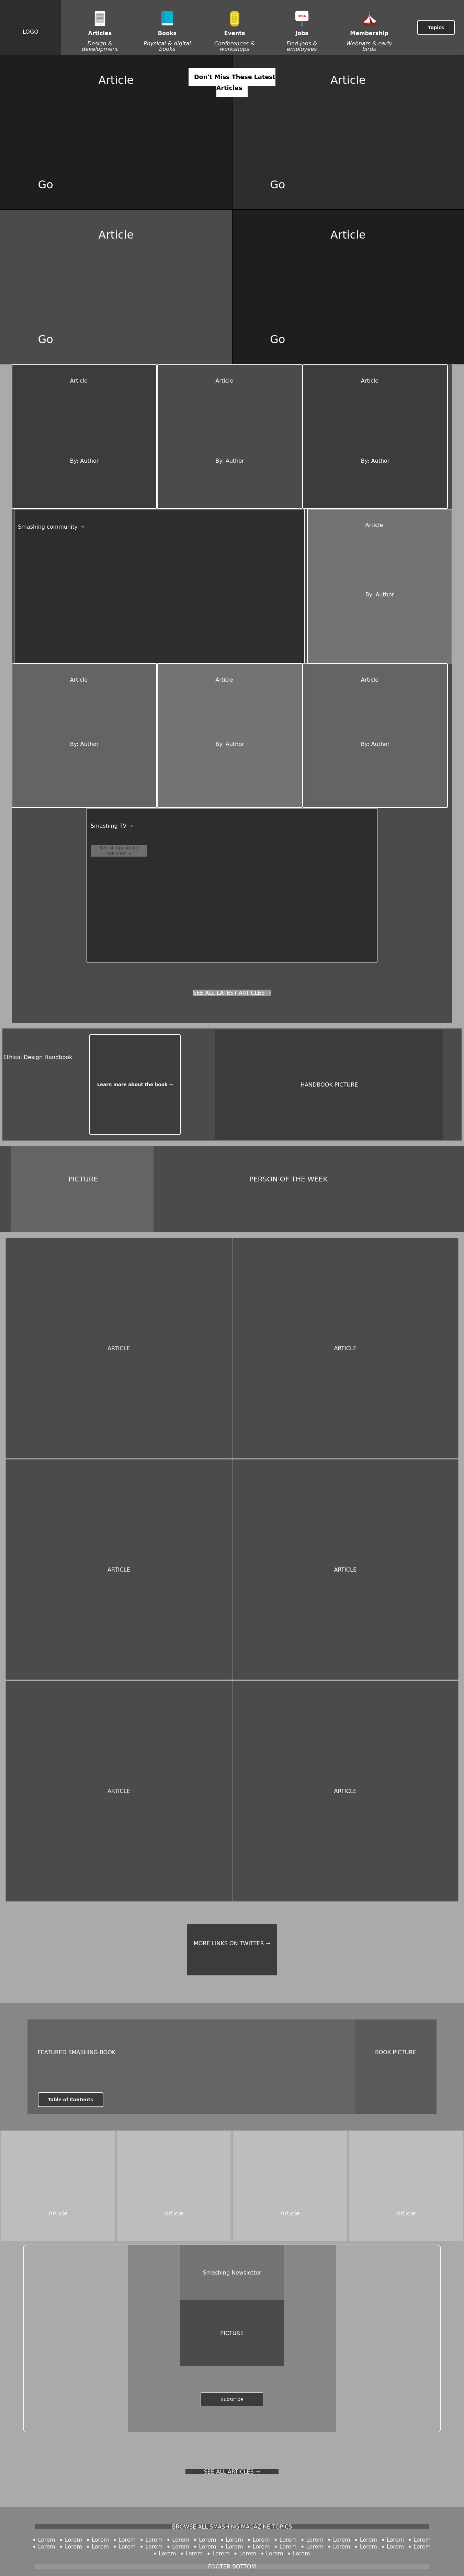 LOGO
Articles
Books
Events
Jobs
Membership
Design &
development
Physical & digital
books
Conferences &
workshops
Find jobs &
employees
Webinars & early
birds
Topics
Don't Miss These Latest
Articles
Article
Article
Go
Go
Article
Article
Go
Go
Article
Article
Article
By: Author
By: Author
By: Author
Smashing community →
Article
By: Author
Article
Article
Article
By: Author
By: Author
By: Author
Smashing TV →
See all upcoming
episodes →
SEE ALL LATEST ARTICLES →
Ethical Design Handbook
Learn more about the book →
HANDBOOK PICTURE
PICTURE
PERSON OF THE WEEK
ARTICLE
ARTICLE
ARTICLE
ARTICLE
ARTICLE
ARTICLE
MORE LINKS ON TWITTER →
FEATURED SMASHING BOOK
BOOK PICTURE
Table of Contents
Article
Article
Article
Article
Smashing Newsletter
PICTURE
Subscribe
SEE ALL ARTICLES →
BROWSE ALL SMASHING MAGAZINE TOPICS
• Lorem • Lorem • Lorem • Lorem • Lorem • Lorem • Lorem • Lorem • Lorem • Lorem • Lorem • Lorem • Lorem • Lorem • Lorem
• Lorem • Lorem • Lorem • Lorem • Lorem • Lorem • Lorem • Lorem • Lorem • Lorem • Lorem • Lorem • Lorem • Lorem • Lorem
• Lorem • Lorem • Lorem • Lorem • Lorem • Lorem
FOOTER BOTTOM